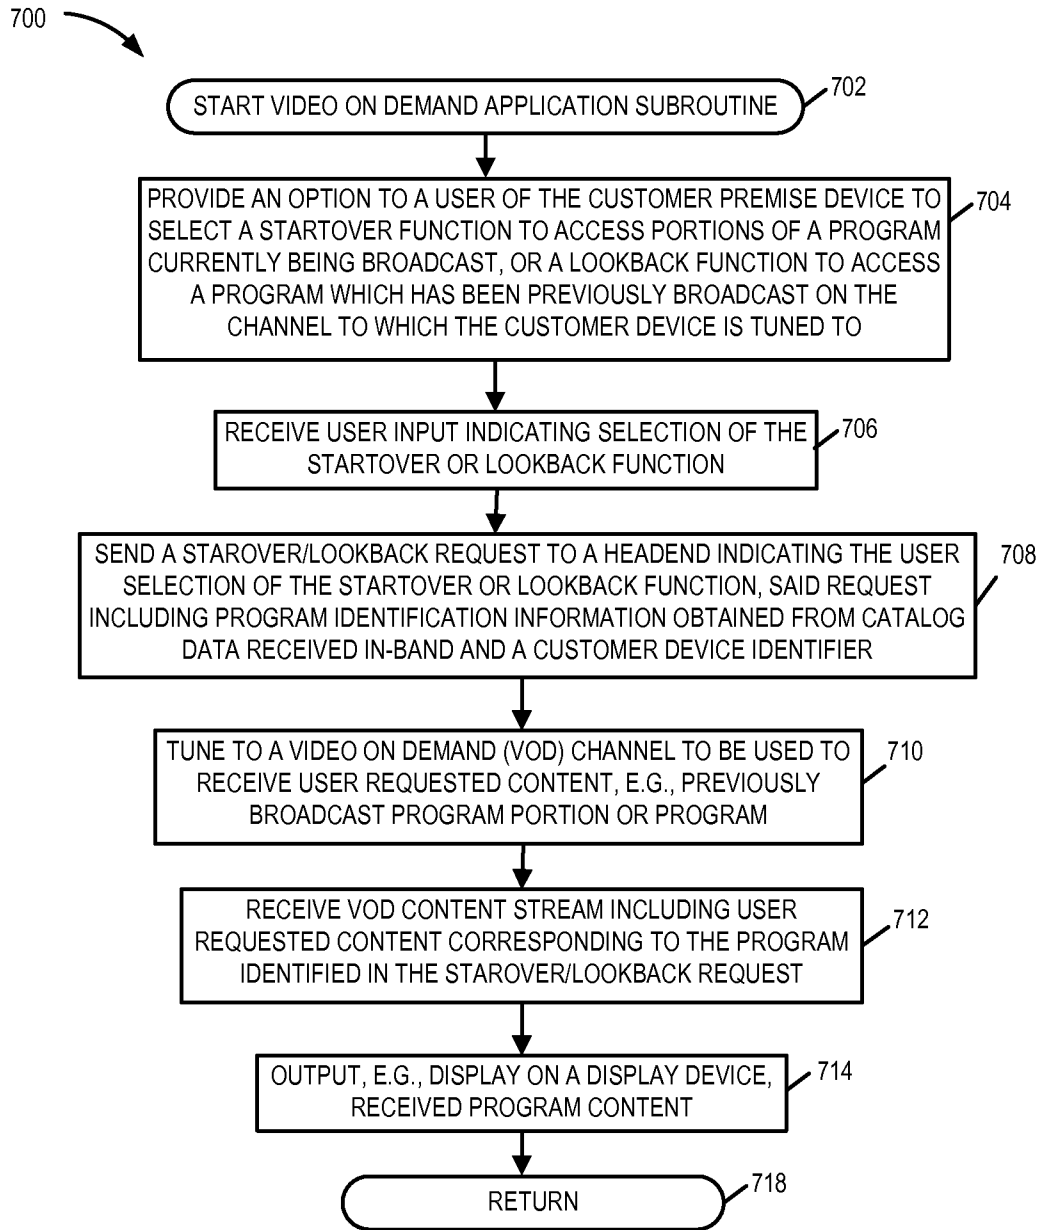 700
START VIDEO ON DEMAND APPLICATION SUBROUTINE
702
PROVIDE AN OPTION TO A USER OF THE CUSTOMER PREMISE DEVICE TO
SELECT A STARTOVER FUNCTION TO ACCESS PORTIONS OF A PROGRAM
CURRENTLY BEING BROADCAST, OR A LOOKBACK FUNCTION TO ACCESS
A PROGRAM WHICH HAS BEEN PREVIOUSLY BROADCAST ON THE
CHANNEL TO WHICH THE CUSTOMER DEVICE IS TUNED TO
704
RECEIVE USER INPUT INDICATING SELECTION OF THE
STARTOVER OR LOOKBACK FUNCTION
706
SEND A STAROVER/LOOKBACK REQUEST TO A HEADEND INDICATING THE USER
SELECTION OF THE STARTOVER OR LOOKBACK FUNCTION, SAID REQUEST
INCLUDING PROGRAM IDENTIFICATION INFORMATION OBTAINED FROM CATALOG
DATA RECEIVED IN-BAND AND A CUSTOMER DEVICE IDENTIFIER
708
TUNE TO A VIDEO ON DEMAND (VOD) CHANNEL TO BE USED TO
RECEIVE USER REQUESTED CONTENT, E.G., PREVIOUSLY
BROADCAST PROGRAM PORTION OR PROGRAM
710
RECEIVE VOD CONTENT STREAM INCLUDING USER
REQUESTED CONTENT CORRESPONDING TO THE PROGRAM
IDENTIFIED IN THE STAROVER/LOOKBACK REQUEST
712
OUTPUT, E.G., DISPLAY ON A DISPLAY DEVICE,
RECEIVED PROGRAM CONTENT
714
RETURN
718